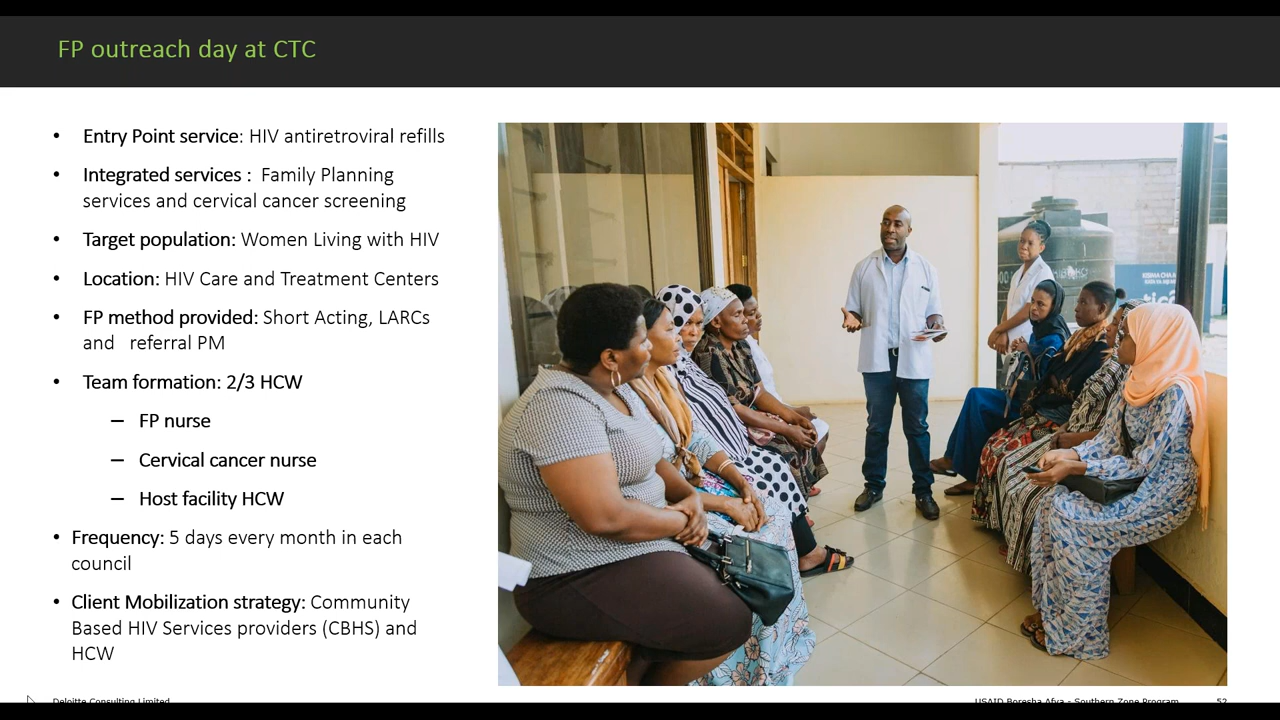 FP outreach day at CTC
• Entry Point service: HIV antiretroviral refills
• Integrated services : Family Planning
services and cervical cancer screening
• Target population: Women Living with HIV
• Location: HIV Care and Treatment Centers
• FP method provided: Short Acting, LARCs
and referral PM
• Team formation: 2/3 HCW
– FP nurse
– Cervical cancer nurse
– Host facility HCW
• Frequency: 5 days every month in each
council
• Client Mobilization strategy: Community
Based HIV Services providers (CBHS) and
HCW
Deloitte Consulting Limited
USAID Boresha Afya - Southern Zone Program
52